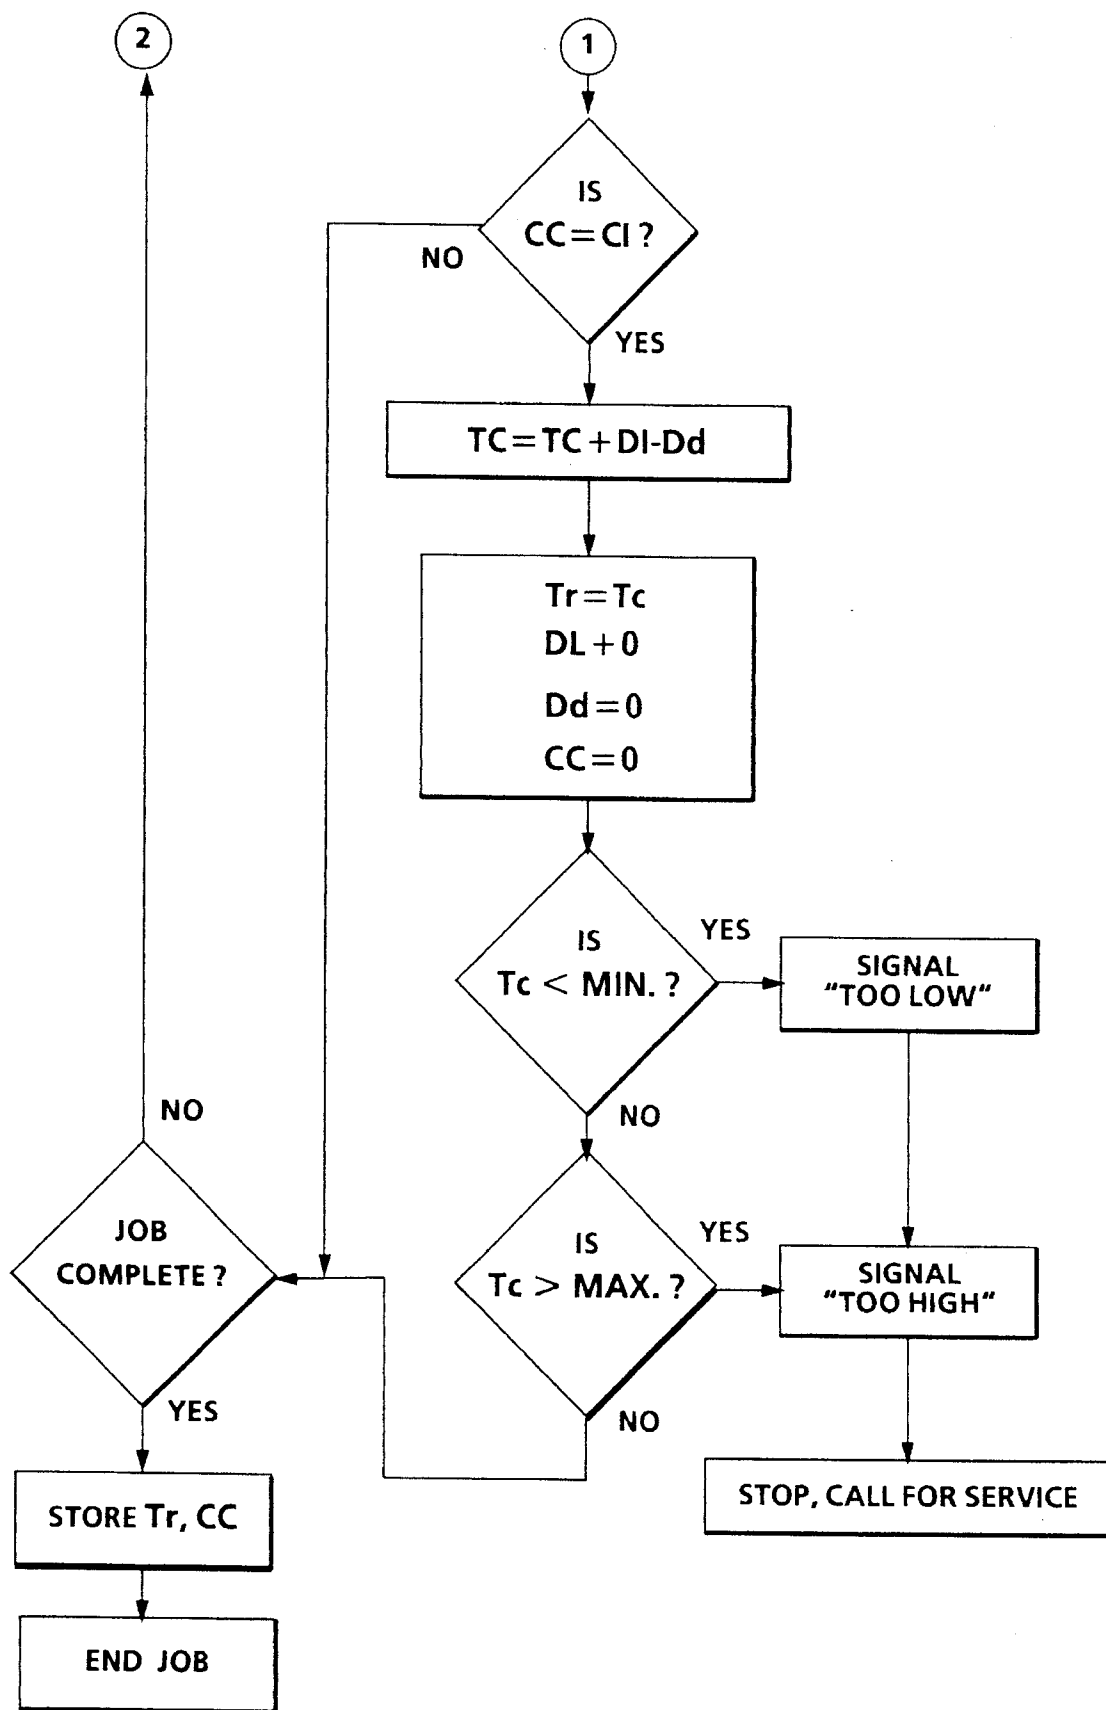 2
1
IS
CC=CI ?
NO
YES
TC=TC+DI-Dd
Tr=Tc
DL+0
Dd=0
CC=0
IS
Tc < MIN. ?
YES
SIGNAL
"TOO LOW"
NO
NO
JOB
COMPLETE ?
IS
Tc > MAX. ?
YES
SIGNAL
"TOO HIGH"
YES
NO
STORE Tr, CC
STOP, CALL FOR SERVICE
END JOB